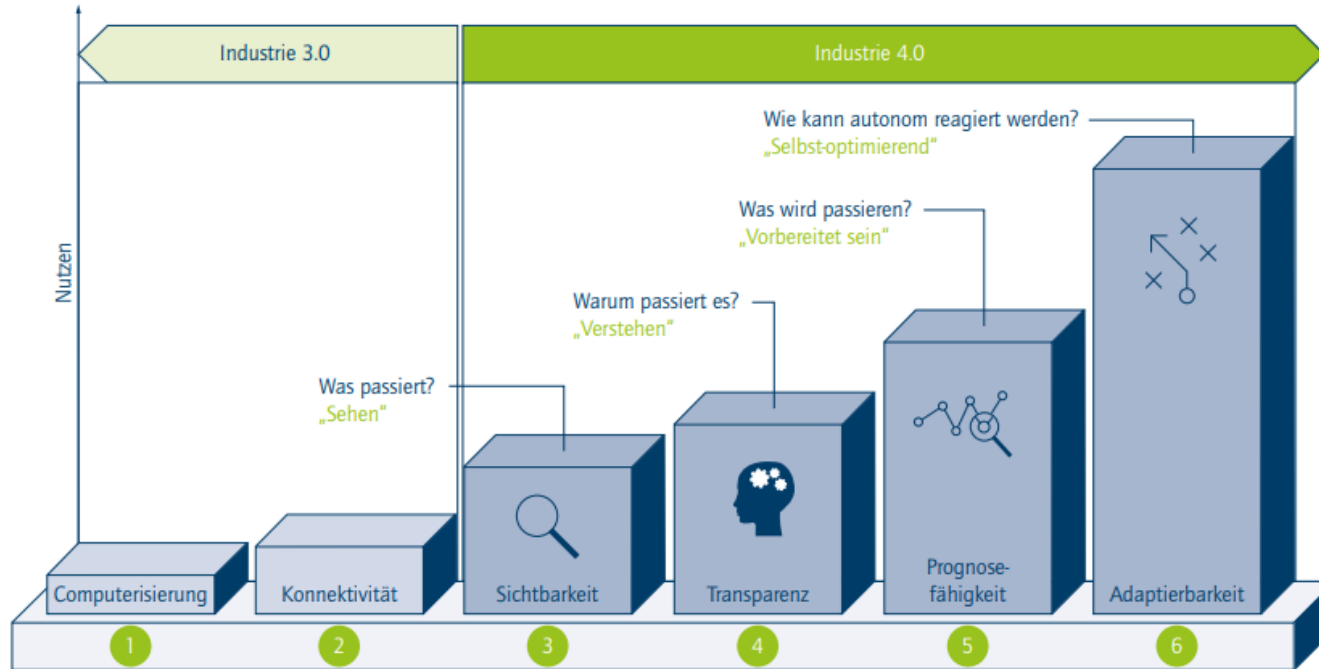 Industrie 3.0
Industrie 4.0
Wie kann autonom reagiert werden?
„Selbst-optimierend“
Was wird passieren?
„Vorbereitet sein“
Nutzen
Warum passiert es?
„Verstehen“
Was passiert?
„Sehen“
Computerisierung
Konnektivität
Sichtbarkeit
Transparenz
Prognose-
fähigkeit
Adaptierbarkeit
1
2
3
4
5
6